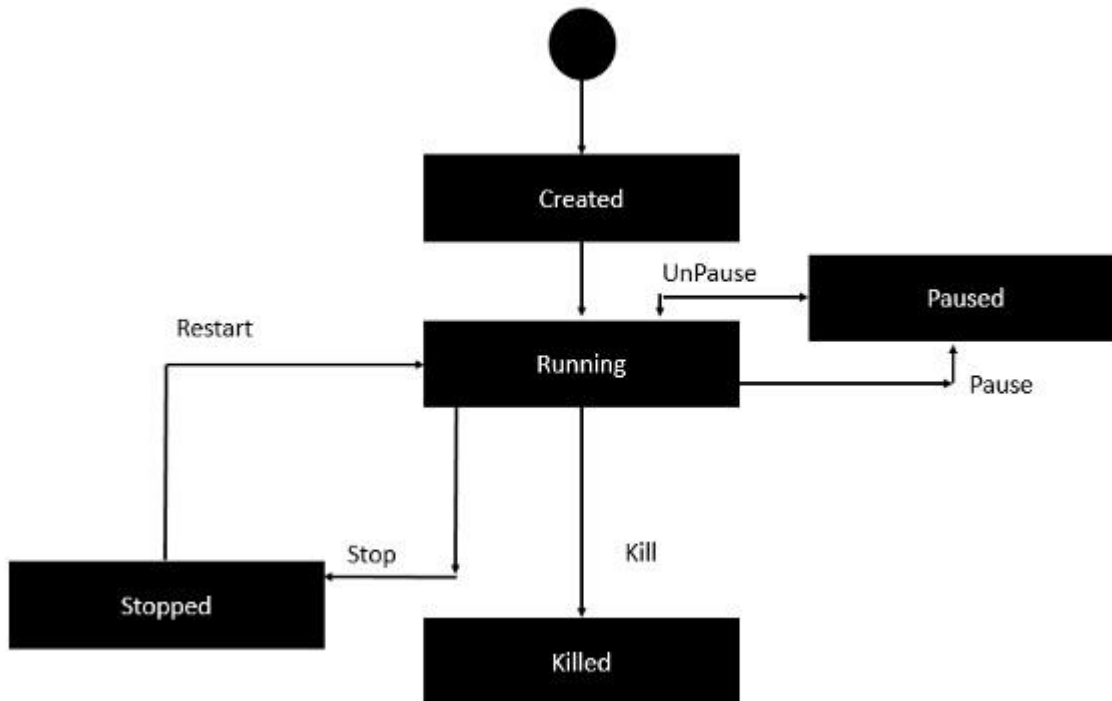 Created
UnPause
Paused
Restart
Running
Pause
Stop
Kill
Stopped
Killed